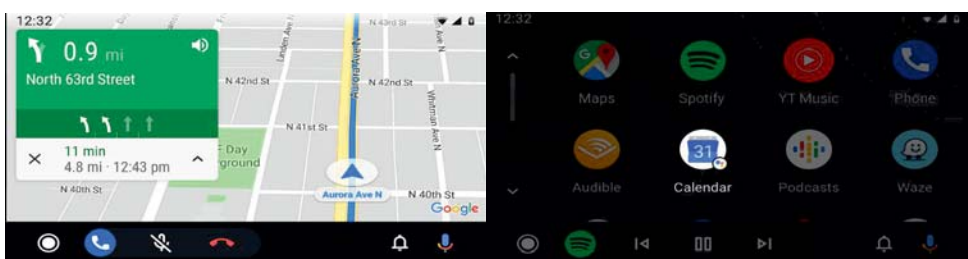 12:32
0.9 mi
North 63rd Street
11 min
4.8 mi · 12:43 pm
N 43rd St
Linden Ave N
N 42nd St
N 42nd St
Aurora Ave N
Whitman Ave N
N 41st St
Day
ground
N 40th St
Aurora Ave N
N 40th St
Google
12:32
Maps
Spotify
YT Music
Phone
31
Audible
Calendar
Podcasts
Waze